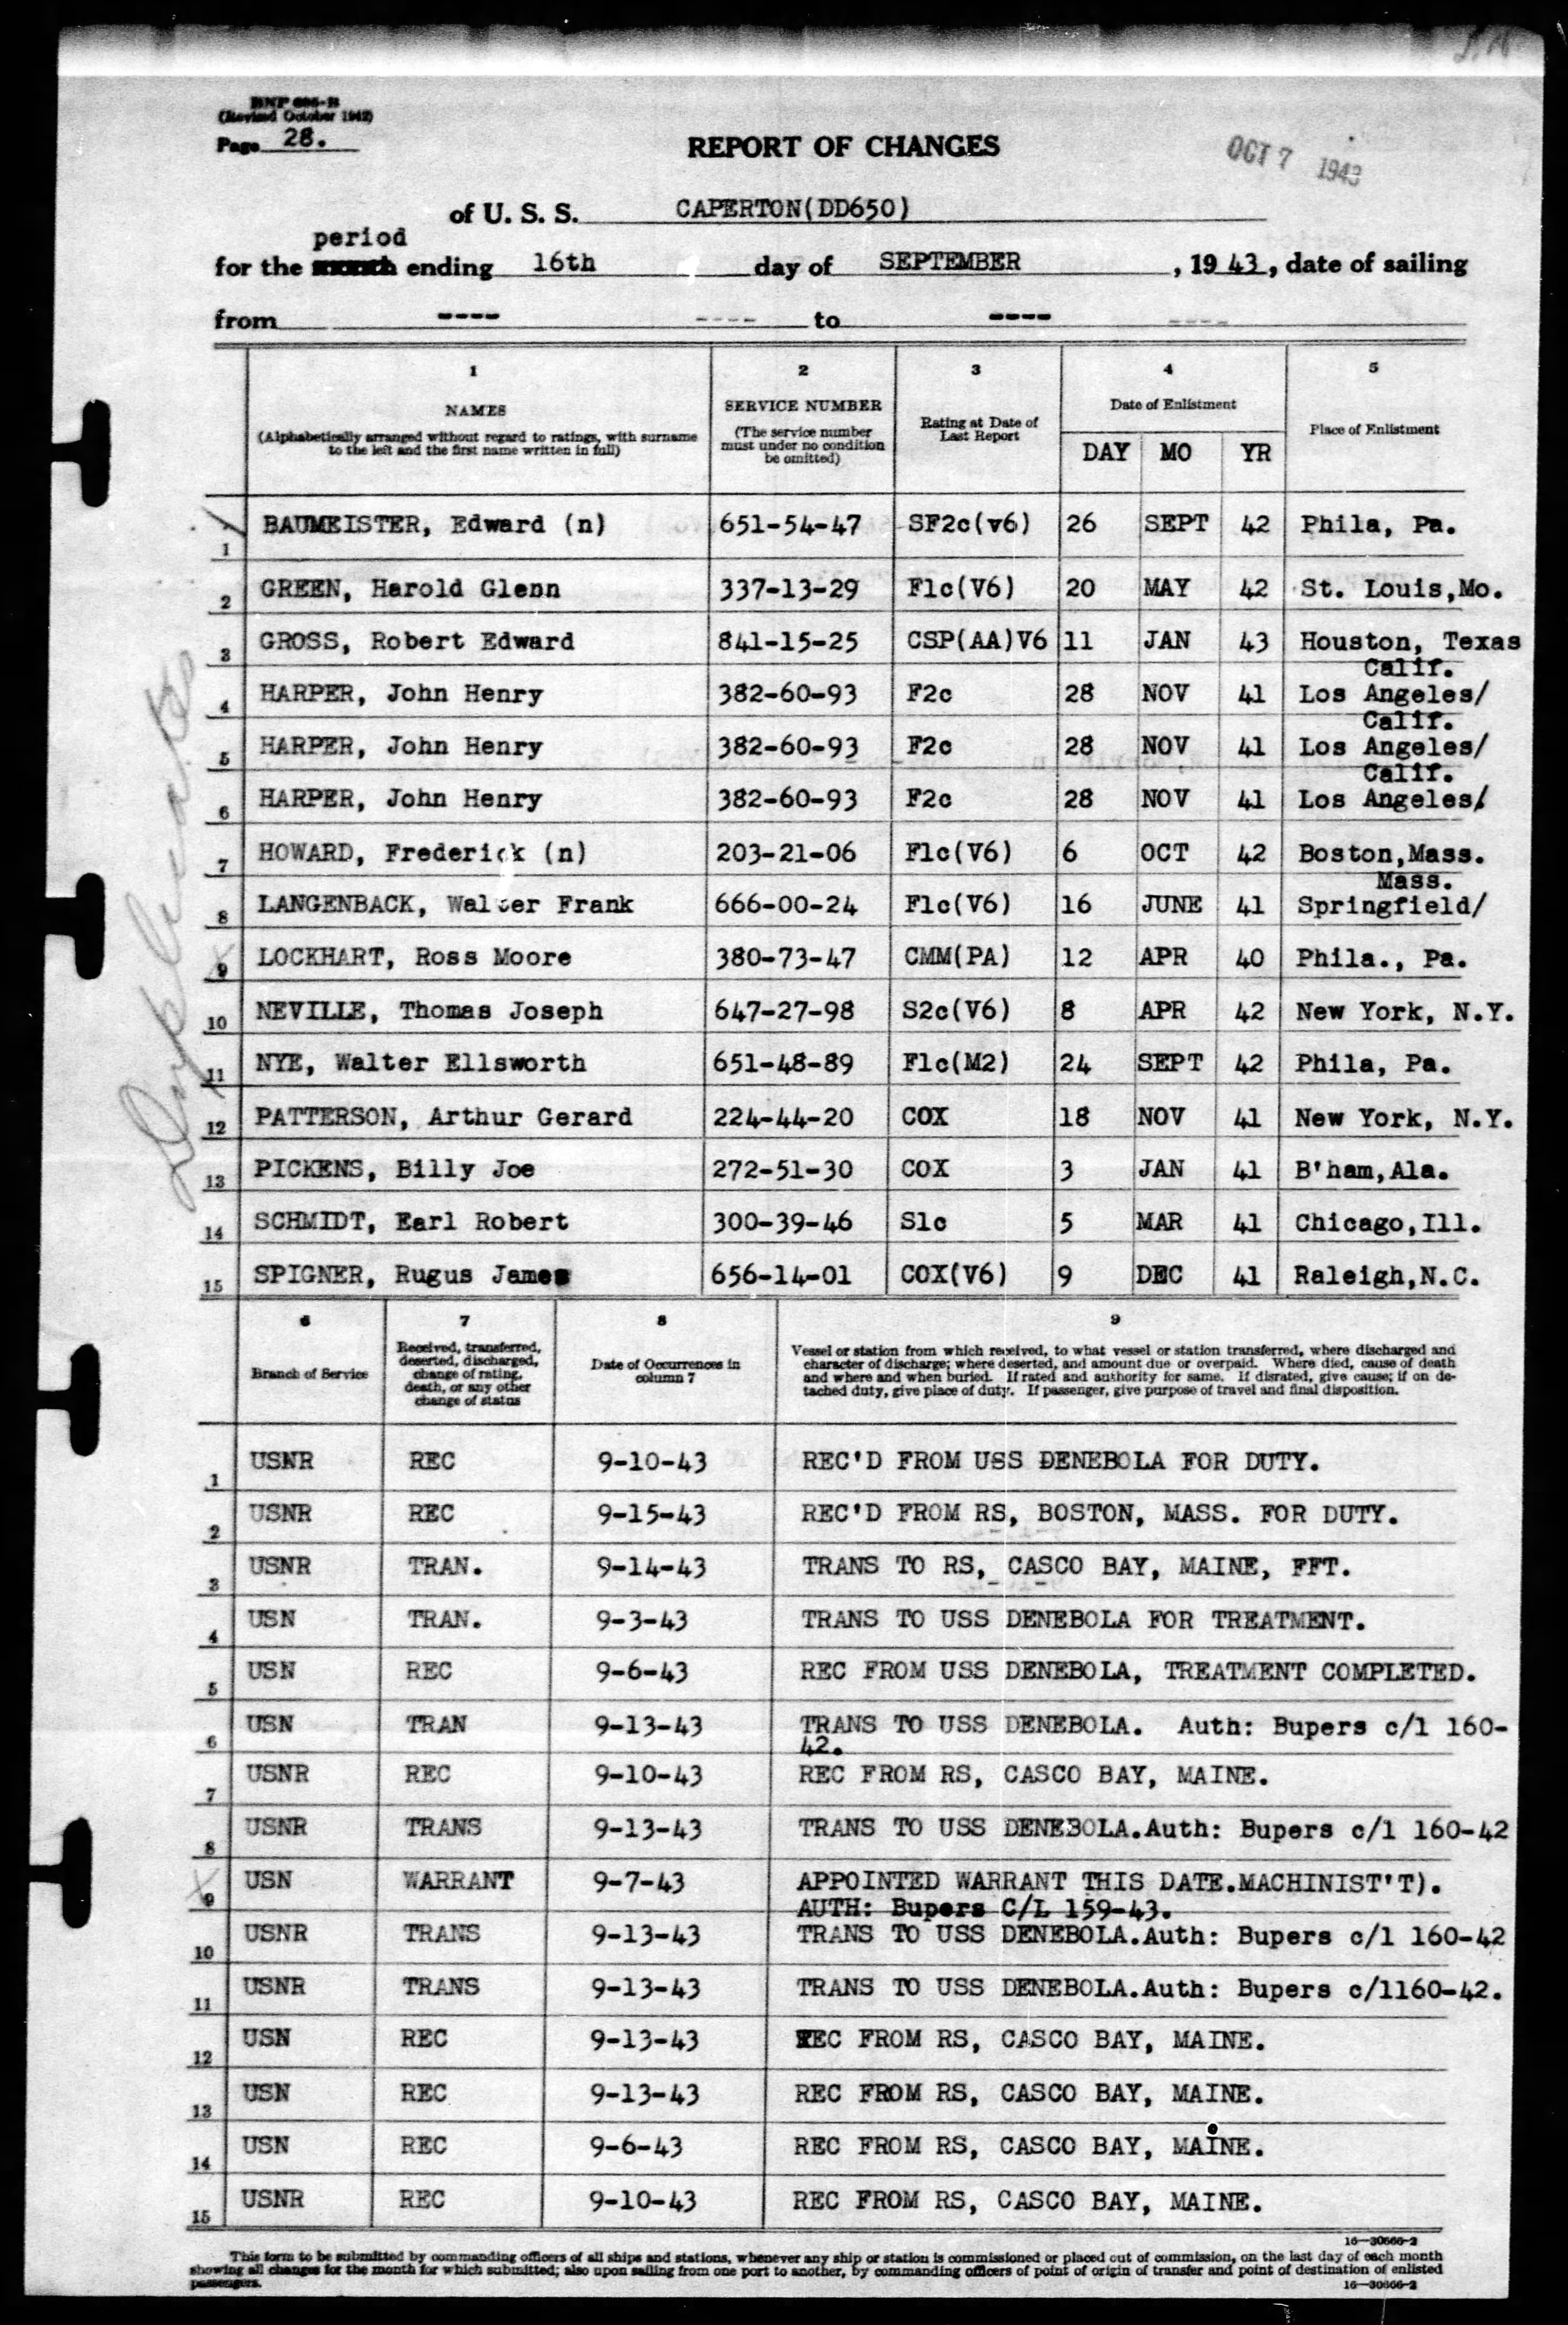 BNP 605-B
(Revised October 1942)
Page 28.
REPORT OF CHANGES
OCT 7 1943
of U. S. S. CAPERTON(DD650)
period
for the month ending 16th day of SEPTEMBER, 1943, date of sailing
from ---- ---- to ---- ----
1 2 3 4 5
NAMES SERVICE NUMBER Rating at Date of Last Report Date of Enlistment Place of Enlistment
(Alphabetically arranged without regard to ratings, with surname to the left and the first name written in full) (The service number must under no condition be omitted) DAY MO YR
1 BAUMEISTER, Edward (n) 651-54-47 SF2c(v6) 26 SEPT 42 Phila, Pa.
2 GREEN, Harold Glenn 337-13-29 F1c(V6) 20 MAY 42 St. Louis,Mo.
3 GROSS, Robert Edward 841-15-25 CSP(AA)V6 11 JAN 43 Houston, Texas
Calif.
4 HARPER, John Henry 382-60-93 F2c 28 NOV 41 Los Angeles/
Calif.
5 HARPER, John Henry 382-60-93 F2c 28 NOV 41 Los Angeles/
Calif.
6 HARPER, John Henry 382-60-93 F2c 28 NOV 41 Los Angeles/
7 HOWARD, Frederick (n) 203-21-06 F1c(V6) 6 OCT 42 Boston,Mass.
Mass.
8 LANGENBACK, Walter Frank 666-00-24 F1c(V6) 16 JUNE 41 Springfield/
9 LOCKHART, Ross Moore 380-73-47 CMM(PA) 12 APR 40 Phila., Pa.
10 NEVILLE, Thomas Joseph 647-27-98 S2c(V6) 8 APR 42 New York, N.Y.
11 NYE, Walter Ellsworth 651-48-89 F1c(M2) 24 SEPT 42 Phila, Pa.
12 PATTERSON, Arthur Gerard 224-44-20 COX 18 NOV 41 New York, N.Y.
13 PICKENS, Billy Joe 272-51-30 COX 3 JAN 41 B'ham,Ala.
14 SCHMIDT, Earl Robert 300-39-46 S1c 5 MAR 41 Chicago,Ill.
15 SPIGNER, Rugus James 656-14-01 COX(V6) 9 DEC 41 Raleigh,N.C.
Duplicate
6 7 8 9
Branch of Service
Received, transferred, deserted, discharged, change of rating, death, or any other change of status
Date of Occurrences in column 7
Vessel or station from which received, to what vessel or station transferred, where discharged and
character of discharge; where deserted, and amount due or overpaid. Where died, cause of death
and where and when buried. If rated and authority for same. If disrated, give cause; if on de-
tached duty, give place of duty. If passenger, give purpose of travel and final disposition.
1 USNR REC 9-10-43 REC'D FROM USS DENEBOLA FOR DUTY.
2 USNR REC 9-15-43 REC'D FROM RS, BOSTON, MASS. FOR DUTY.
3 USNR TRAN. 9-14-43 TRANS TO RS, CASCO BAY, MAINE, FFT.
4 USN TRAN. 9-3-43 TRANS TO USS DENEBOLA FOR TREATMENT.
5 USN REC 9-6-43 REC FROM USS DENEBOLA, TREATMENT COMPLETED.
6 USN TRAN 9-13-43 TRANS TO USS DENEBOLA. Auth: Bupers c/l 160-
42.
7 USNR REC 9-10-43 REC FROM RS, CASCO BAY, MAINE.
8 USNR TRANS 9-13-43 TRANS TO USS DENEBOLA.Auth: Bupers c/l 160-42
9 USN WARRANT 9-7-43 APPOINTED WARRANT THIS DATE.MACHINIST'T).
AUTH: Bupers C/L 159-43.
10 USNR TRANS 9-13-43 TRANS TO USS DENEBOLA.Auth: Bupers c/l 160-42
11 USNR TRANS 9-13-43 TRANS TO USS DENEBOLA.Auth: Bupers c/l160-42.
12 USN REC 9-13-43 REC FROM RS, CASCO BAY, MAINE.
13 USN REC 9-13-43 REC FROM RS, CASCO BAY, MAINE.
14 USN REC 9-6-43 REC FROM RS, CASCO BAY, MAINE.
15 USNR REC 9-10-43 REC FROM RS, CASCO BAY, MAINE.
16-30666-2
This form to be submitted by commanding officers of all ships and stations, whenever any ship or station is commissioned or placed out of commission, on the last day of each month
showing all changes for the month for which submitted; also upon sailing from one port to another, by commanding officers of point of origin of transfer and point of destination of enlisted
passengers.
16-30666-2